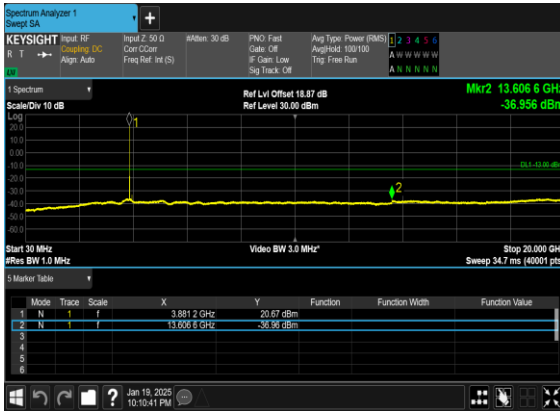 Spectrum Analyzer 1
Swept SA
KEYSIGHT
R T
Input: RF
Coupling: DC
Align: Auto
Input Z: 50 Ω
Corr CCorr
Freq Ref: Int (S)
#Atten: 30 dB
PNO: Fast
Gate: Off
IF Gain: Low
Sig Track: Off
Avg Type: Power (RMS)
Avg|Hold: 100/100
Trig: Free Run
1 2 3 4 5 6
A W W W W W
A N N N N N
LW
1 Spectrum
Scale/Div 10 dB
Ref Lvl Offset 18.87 dB
Ref Level 30.00 dBm
Mkr2 13.606 6 GHz
-36.956 dBm
Log
20.0
10.0
0.00
-10.0
-20.0
-30.0
-40.0
-50.0
-60.0
1
DL1 -13.00 dBm
2
Start 30 MHz
#Res BW 1.0 MHz
Video BW 3.0 MHz*
Stop 20.000 GHz
Sweep 34.7 ms (40001 pts)
5 Marker Table
Mode Trace Scale X Y Function Function Width Function Value
1 N 1 f 3.881 2 GHz 20.67 dBm
2 N 1 f 13.606 6 GHz -36.96 dBm
3
4
5
6
?
Jan 19, 2025
10:10:41 PM